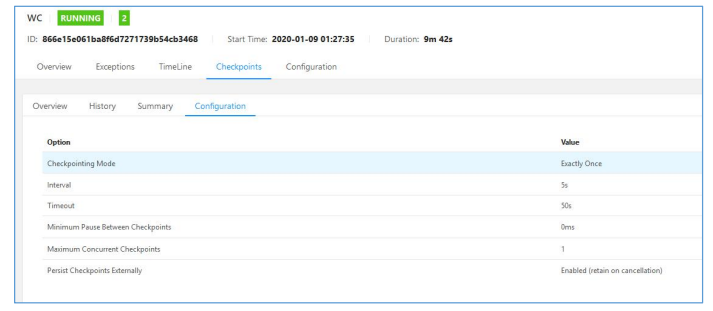 WC RUNNING 2
ID: 866e15e061ba8f6d7271739b54cb3468 Start Time: 2020-01-09 01:27:35 Duration: 9m 42s
Overview Exceptions TimeLine Checkpoints Configuration
Overview History Summary Configuration
Option Value
Checkpointing Mode Exactly Once
Interval 5s
Timeout 50s
Minimum Pause Between Checkpoints 0ms
Maximum Concurrent Checkpoints 1
Persist Checkpoints Externally Enabled (retain on cancellation)